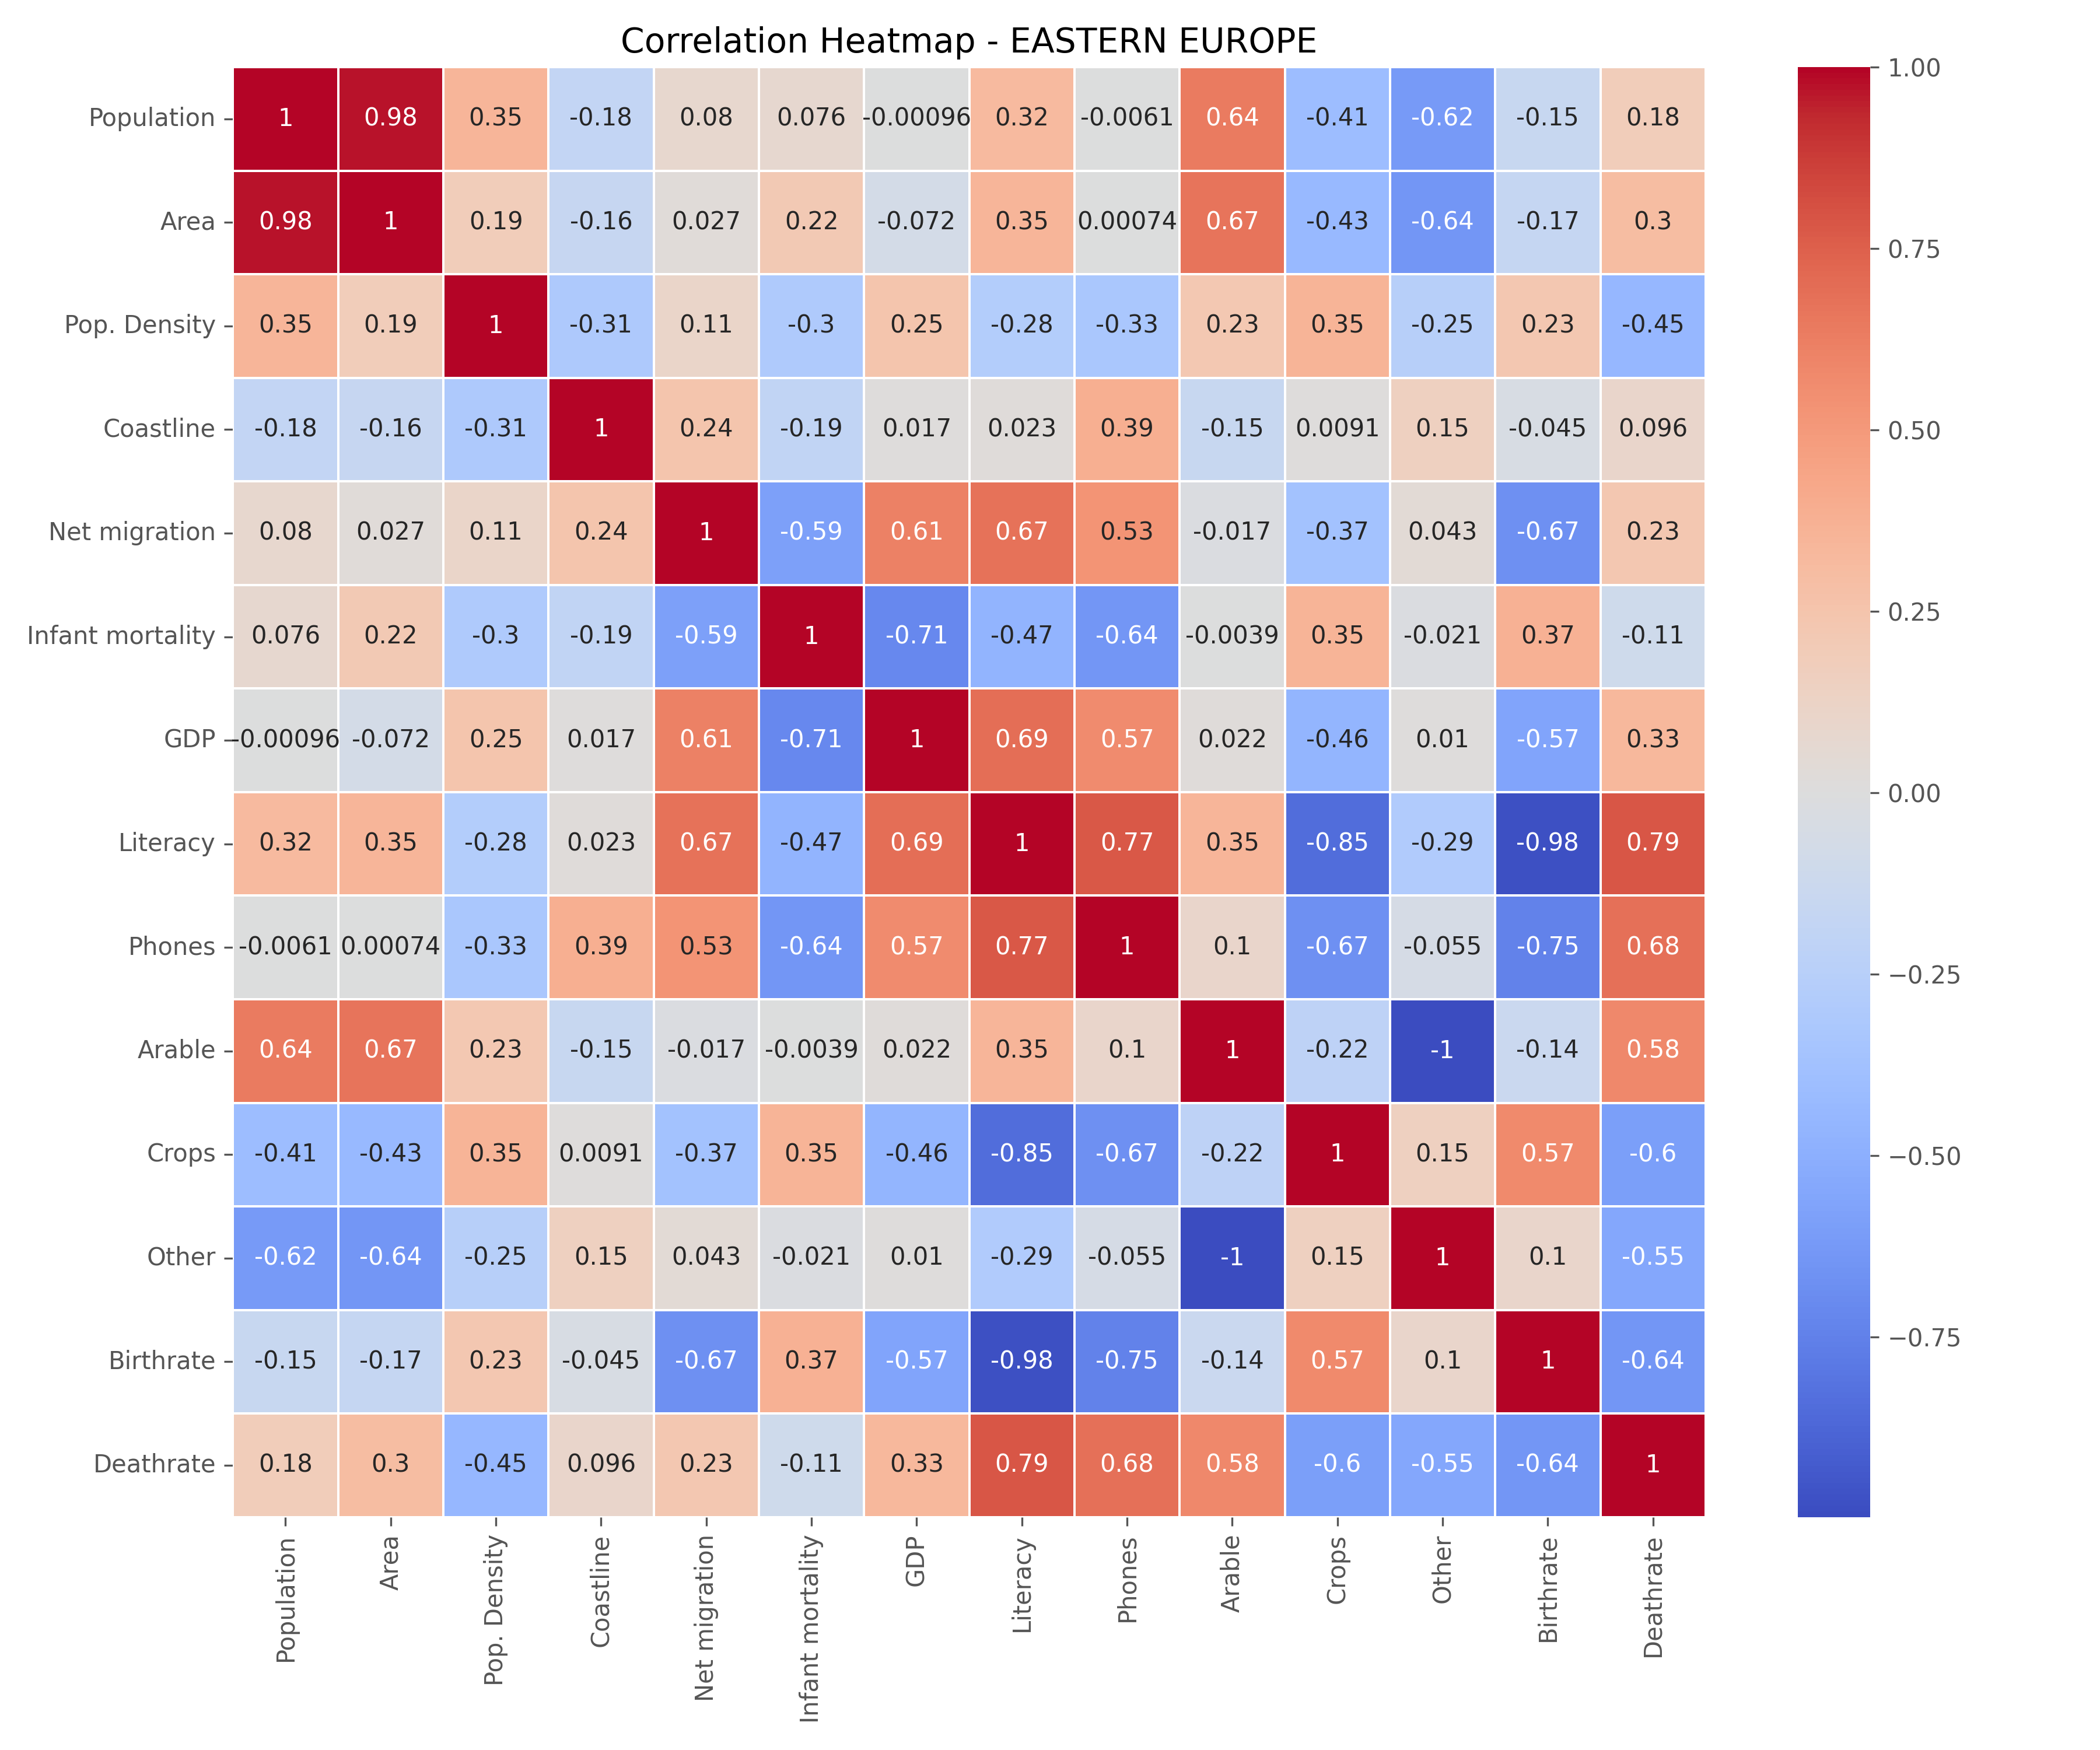 Correlation Heatmap - EASTERN EUROPE
Population 1 0.98 0.35 -0.18 0.08 0.076 -0.00096 0.32 -0.0061 0.64 -0.41 -0.62 -0.15 0.18
Area 0.98 1 0.19 -0.16 0.027 0.22 -0.072 0.35 0.00074 0.67 -0.43 -0.64 -0.17 0.3
Pop. Density 0.35 0.19 1 -0.31 0.11 -0.3 0.25 -0.28 -0.33 0.23 0.35 -0.25 0.23 -0.45
Coastline -0.18 -0.16 -0.31 1 0.24 -0.19 0.017 0.023 0.39 -0.15 0.0091 0.15 -0.045 0.096
Net migration 0.08 0.027 0.11 0.24 1 -0.59 0.61 0.67 0.53 -0.017 -0.37 0.043 -0.67 0.23
Infant mortality 0.076 0.22 -0.3 -0.19 -0.59 1 -0.71 -0.47 -0.64 -0.0039 0.35 -0.021 0.37 -0.11
GDP -0.00096 -0.072 0.25 0.017 0.61 -0.71 1 0.69 0.57 0.022 -0.46 0.01 -0.57 0.33
Literacy 0.32 0.35 -0.28 0.023 0.67 -0.47 0.69 1 0.77 0.35 -0.85 -0.29 -0.98 0.79
Phones -0.0061 0.00074 -0.33 0.39 0.53 -0.64 0.57 0.77 1 0.1 -0.67 -0.055 -0.75 0.68
Arable 0.64 0.67 0.23 -0.15 -0.017 -0.0039 0.022 0.35 0.1 1 -0.22 -1 -0.14 0.58
Crops -0.41 -0.43 0.35 0.0091 -0.37 0.35 -0.46 -0.85 -0.67 -0.22 1 0.15 0.57 -0.6
Other -0.62 -0.64 -0.25 0.15 0.043 -0.021 0.01 -0.29 -0.055 -1 0.15 1 0.1 -0.55
Birthrate -0.15 -0.17 0.23 -0.045 -0.67 0.37 -0.57 -0.98 -0.75 -0.14 0.57 0.1 1 -0.64
Deathrate 0.18 0.3 -0.45 0.096 0.23 -0.11 0.33 0.79 0.68 0.58 -0.6 -0.55 -0.64 1
Population Area Pop. Density Coastline Net migration Infant mortality GDP Literacy Phones Arable Crops Other Birthrate Deathrate
1.00
0.75
0.50
0.25
0.00
−0.25
−0.50
−0.75